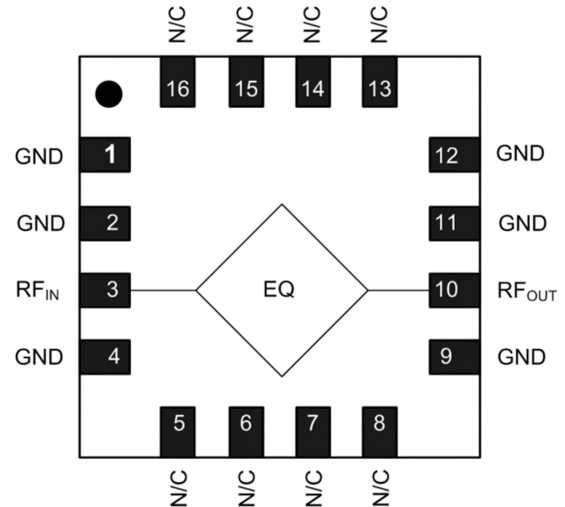 N/C N/C N/C N/C
16 15 14 13
GND 1 12 GND
GND 2 11 GND
RFIN 3 EQ 10 RFOUT
GND 4 9 GND
5 6 7 8
N/C N/C N/C N/C